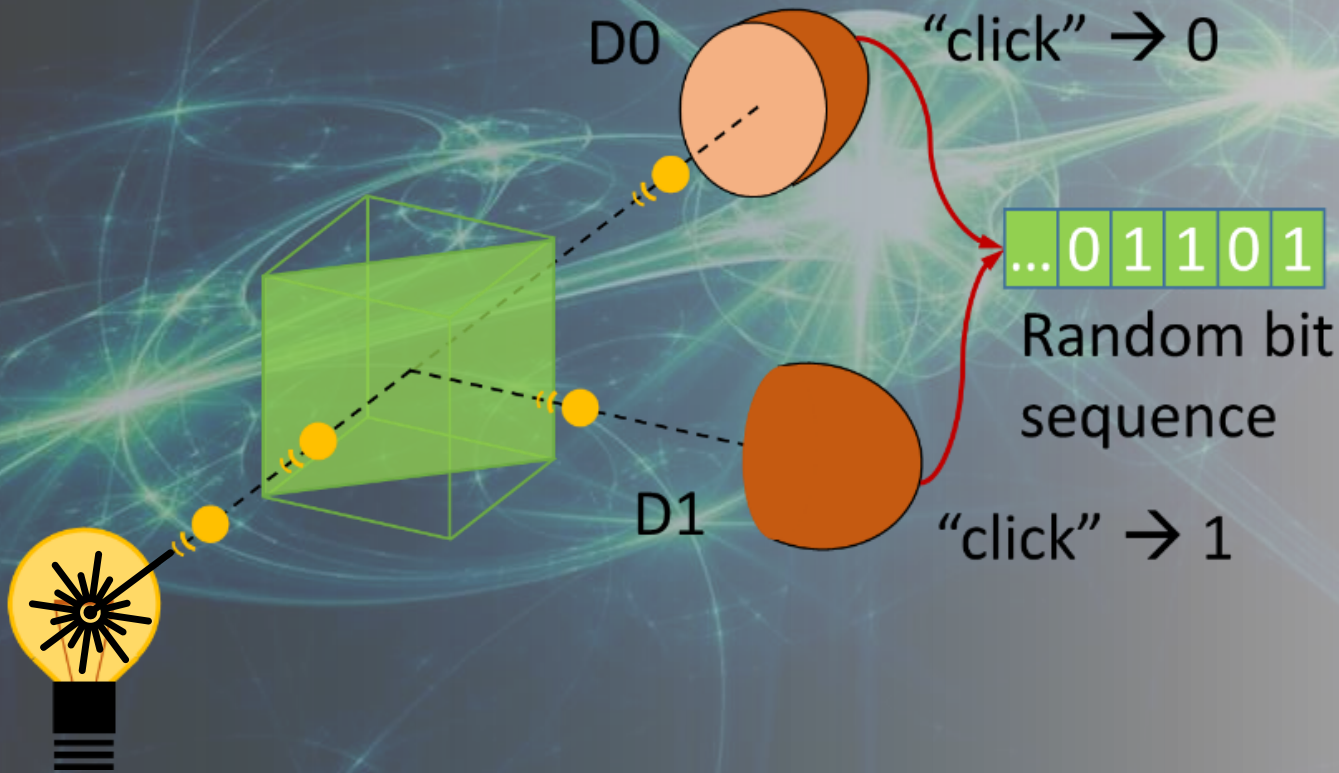 D0
“click” → 0
... 0 1 1 0 1
Random bit
sequence
D1
“click” → 1